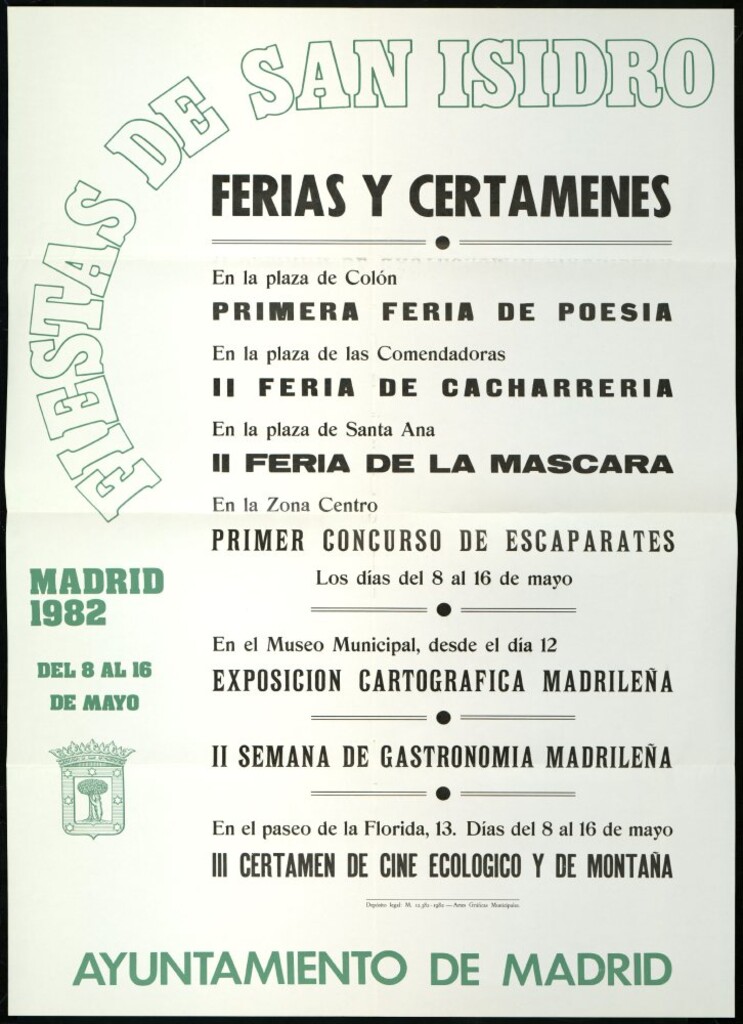 FIESTAS DE SAN ISIDRO
FERIAS Y CERTAMENES
En la plaza de Colón
PRIMERA FERIA DE POESIA
En la plaza de las Comendadoras
II FERIA DE CACHARRERIA
En la plaza de Santa Ana
II FERIA DE LA MASCARA
En la Zona Centro
PRIMER CONCURSO DE ESCAPARATES
Los días del 8 al 16 de mayo
En el Museo Municipal, desde el día 12
EXPOSICION CARTOGRAFICA MADRILEÑA
II SEMANA DE GASTRONOMIA MADRILEÑA
En el paseo de la Florida, 13. Días del 8 al 16 de mayo
III CERTAMEN DE CINE ECOLOGICO Y DE MONTAÑA
Depósito legal: M. -1982 — Artes Gráficas Municipales.
MADRID
1982
DEL 8 AL 16
DE MAYO
AYUNTAMIENTO DE MADRID